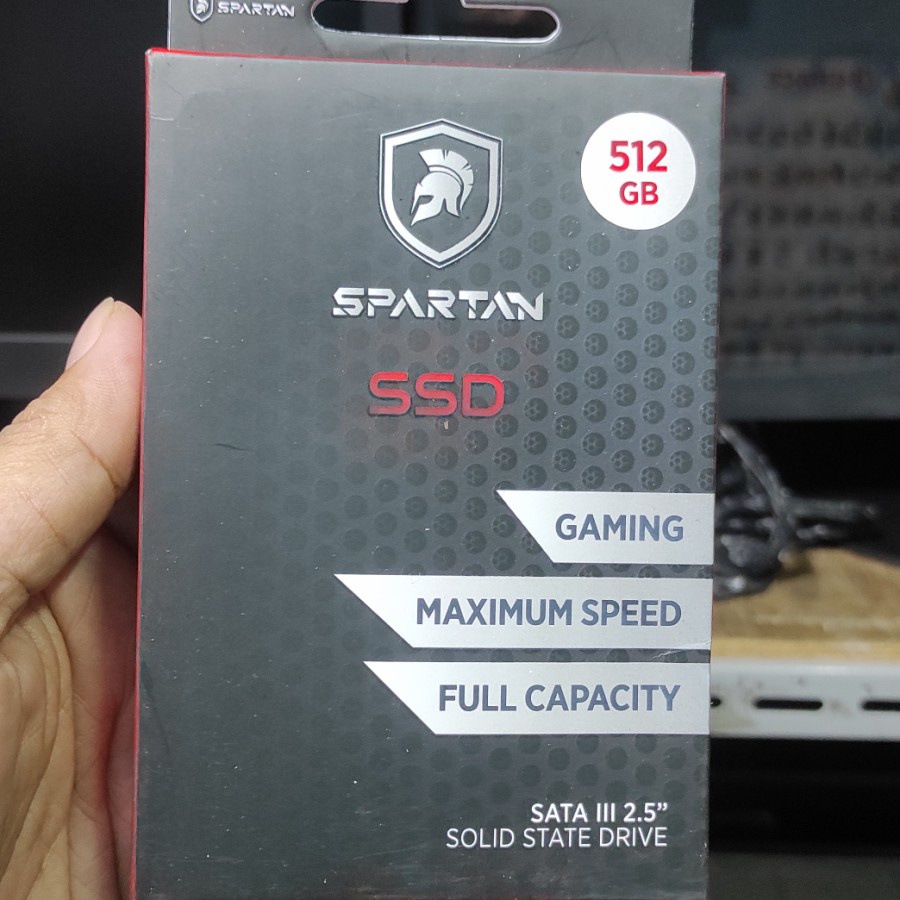 SPARTAN
512
GB
SPARTAN
SSD
GAMING
MAXIMUM SPEED
FULL CAPACITY
SATA III 2.5”
SOLID STATE DRIVE